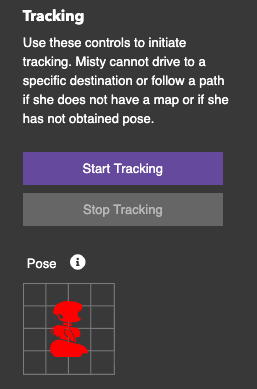 Tracking
Use these controls to initiate
tracking. Misty cannot drive to a
specific destination or follow a path
if she does not have a map or if she
has not obtained pose.
Start Tracking
Stop Tracking
Pose i